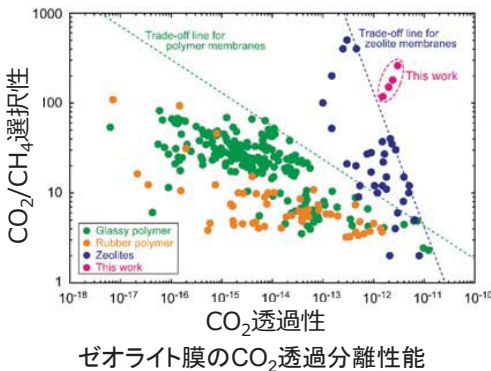 Trade-off line for
polymer membranes
Trade-off line for
zeolite membranes
This work
CO₂/CH₄選択性
1000
100
10
1
Glassy polymer
Rubber polymer
Zeolites
This work
10⁻¹⁸ 10⁻¹⁷ 10⁻¹⁶ 10⁻¹⁵ 10⁻¹⁴ 10⁻¹³ 10⁻¹² 10⁻¹¹ 10⁻¹⁰
CO₂透過性
ゼオライト膜のCO₂透過分離性能